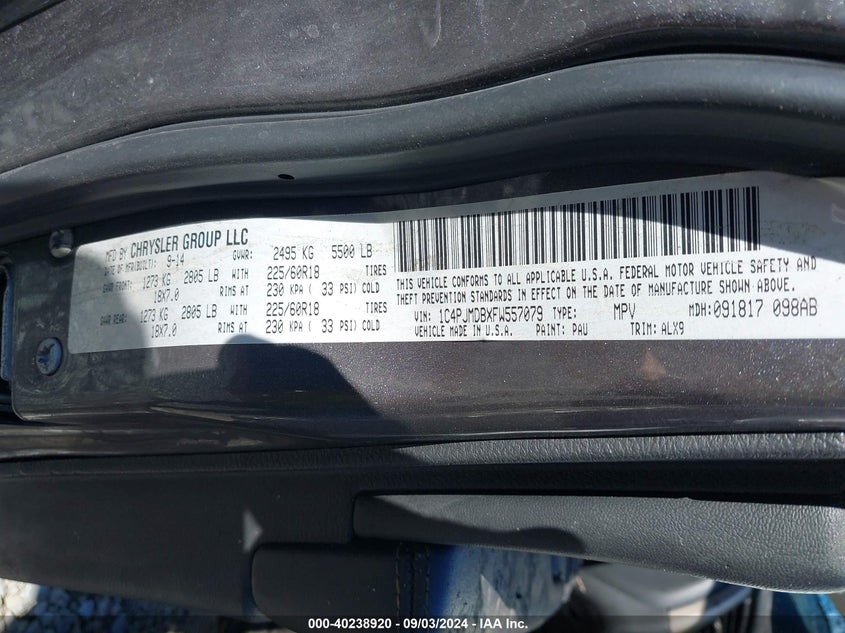 MFD BY CHRYSLER GROUP LLC
DATE OF MFR(BUILT): 9-14 GVWR: 2495 KG 5500 LB
GAWR FRONT: 1273 KG 2805 LB WITH 225/60R18 TIRES
18X7.0 RIMS AT 230 KPA ( 33 PSI) COLD
GAWR REAR: 1273 KG 2805 LB WITH 225/60R18 TIRES
18X7.0 RIMS AT 230 KPA ( 33 PSI) COLD
THIS VEHICLE CONFORMS TO ALL APPLICABLE U.S.A. FEDERAL MOTOR VEHICLE SAFETY AND
THEFT PREVENTION STANDARDS IN EFFECT ON THE DATE OF MANUFACTURE SHOWN ABOVE.
VIN: 1C4PJMDBXFW557079 TYPE: MPV MDH: 091817 098AB
VEHICLE MADE IN U.S.A. PAINT: PAU TRIM: ALX9
000-40238920 - 09/03/2024 - IAA, Inc.